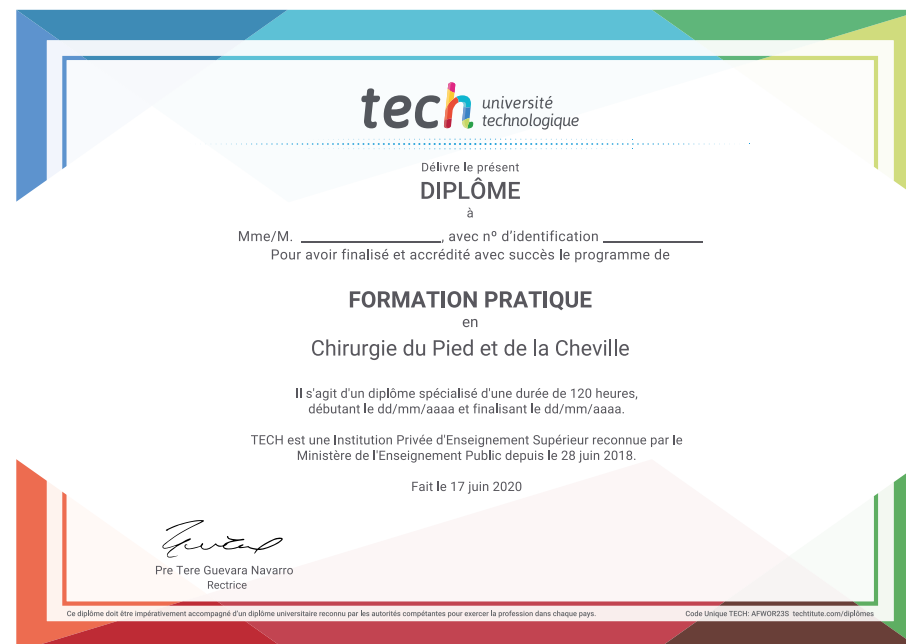 tech université
technologique
Délivre le présent
DIPLÔME
à
Mme/M. ____________________, avec nº d'identification ______________
Pour avoir finalisé et accrédité avec succès le programme de
FORMATION PRATIQUE
en
Chirurgie du Pied et de la Cheville
Il s'agit d'un diplôme spécialisé d'une durée de 120 heures,
débutant le dd/mm/aaaa et finalisant le dd/mm/aaaa.
TECH est une Institution Privée d'Enseignement Supérieur reconnue par le
Ministère de l'Enseignement Public depuis le 28 juin 2018.
Fait le 17 juin 2020
Pre Tere Guevara Navarro
Rectrice
Ce diplôme doit être impérativement accompagné d'un diplôme universitaire reconnu par les autorités compétantes pour exercer la profession dans chaque pays.
Code Unique TECH: AFWOR23S techtitute.com/diplômes